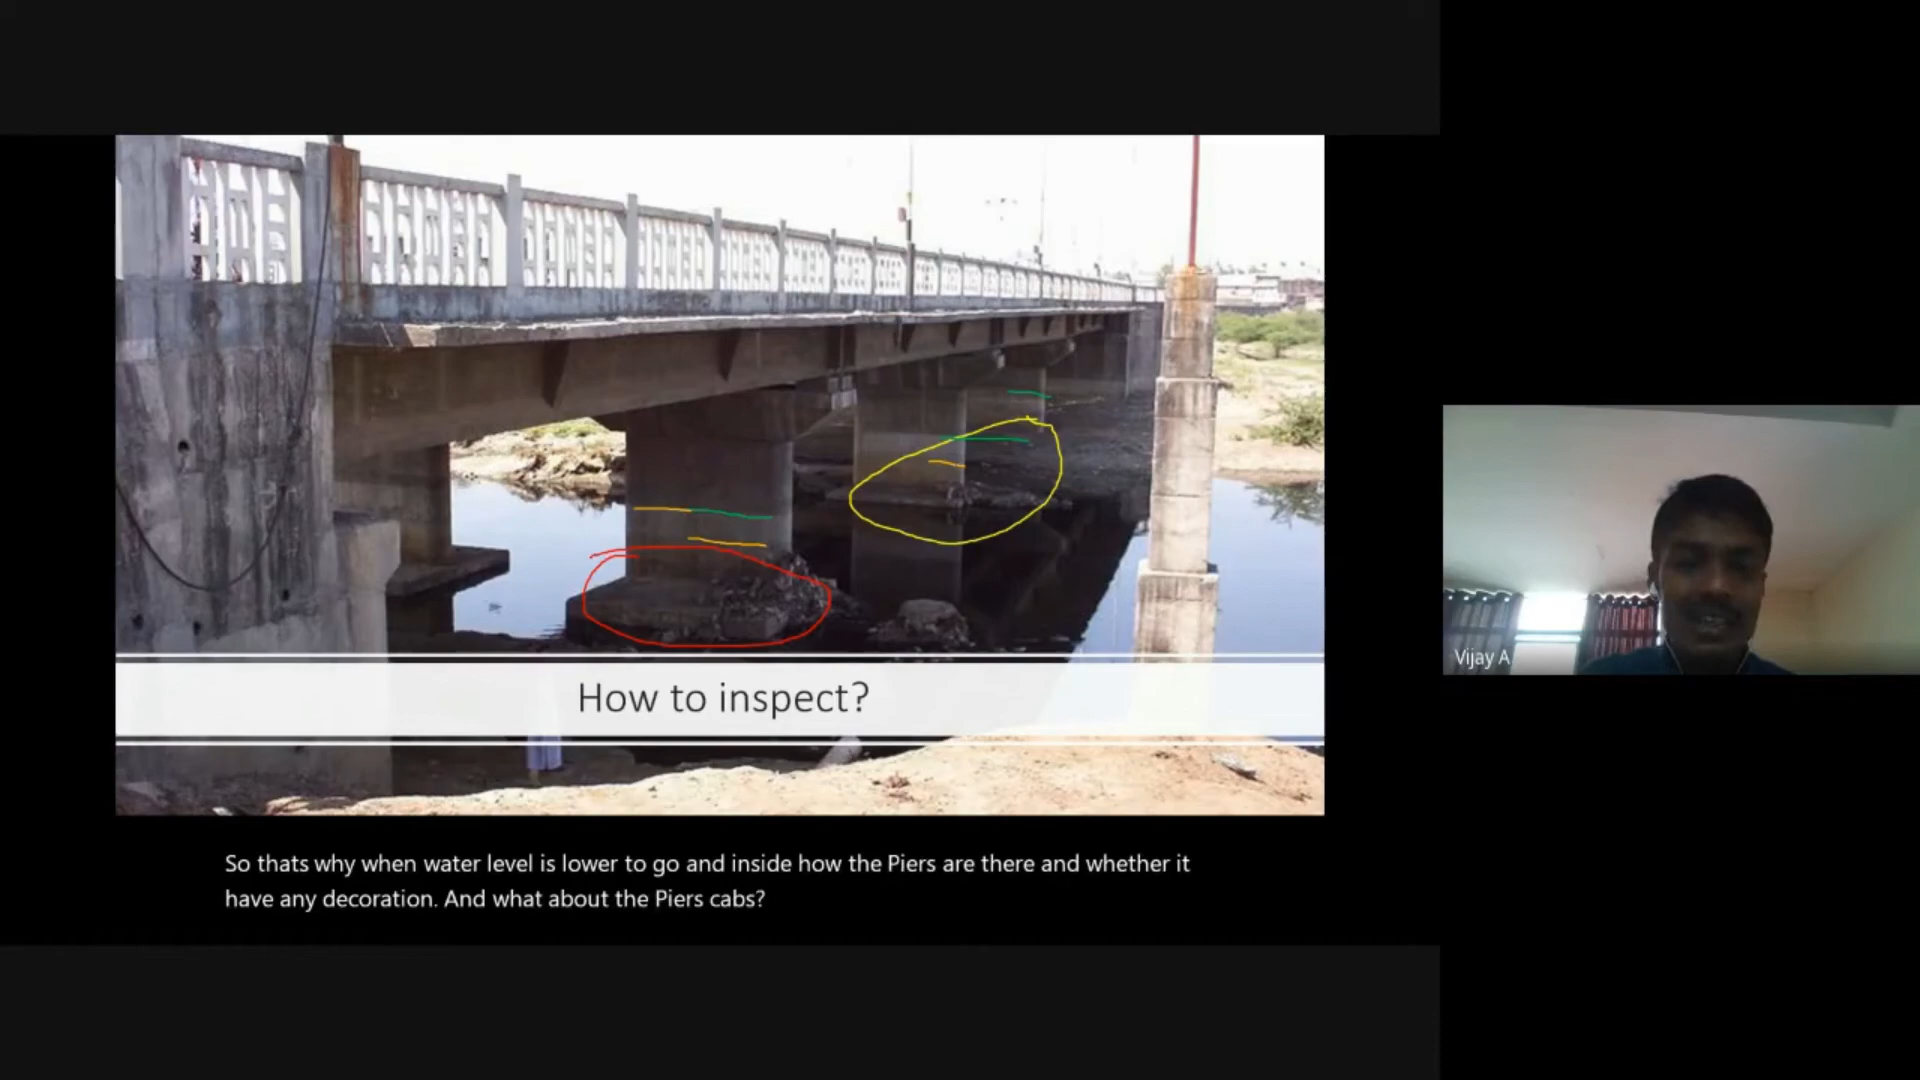 How to inspect?
Vijay A
So thats why when water level is lower to go and inside how the Piers are there and whether it
have any decoration. And what about the Piers cabs?